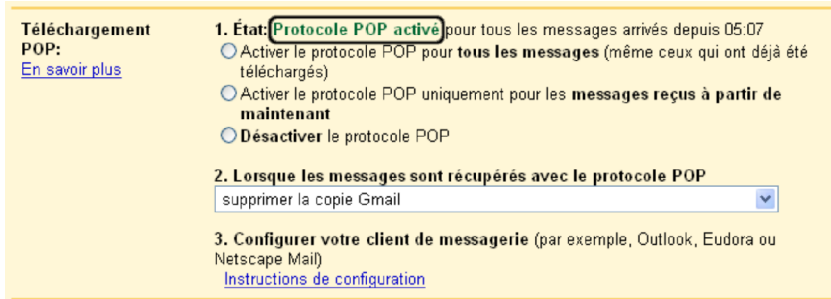 Téléchargement
POP:
En savoir plus
1. État: Protocole POP activé pour tous les messages arrivés depuis 05:07
Activer le protocole POP pour tous les messages (même ceux qui ont déjà été
téléchargés)
Activer le protocole POP uniquement pour les messages reçus à partir de
maintenant
Désactiver le protocole POP
2. Lorsque les messages sont récupérés avec le protocole POP
supprimer la copie Gmail
3. Configurer votre client de messagerie (par exemple, Outlook, Eudora ou
Netscape Mail)
Instructions de configuration